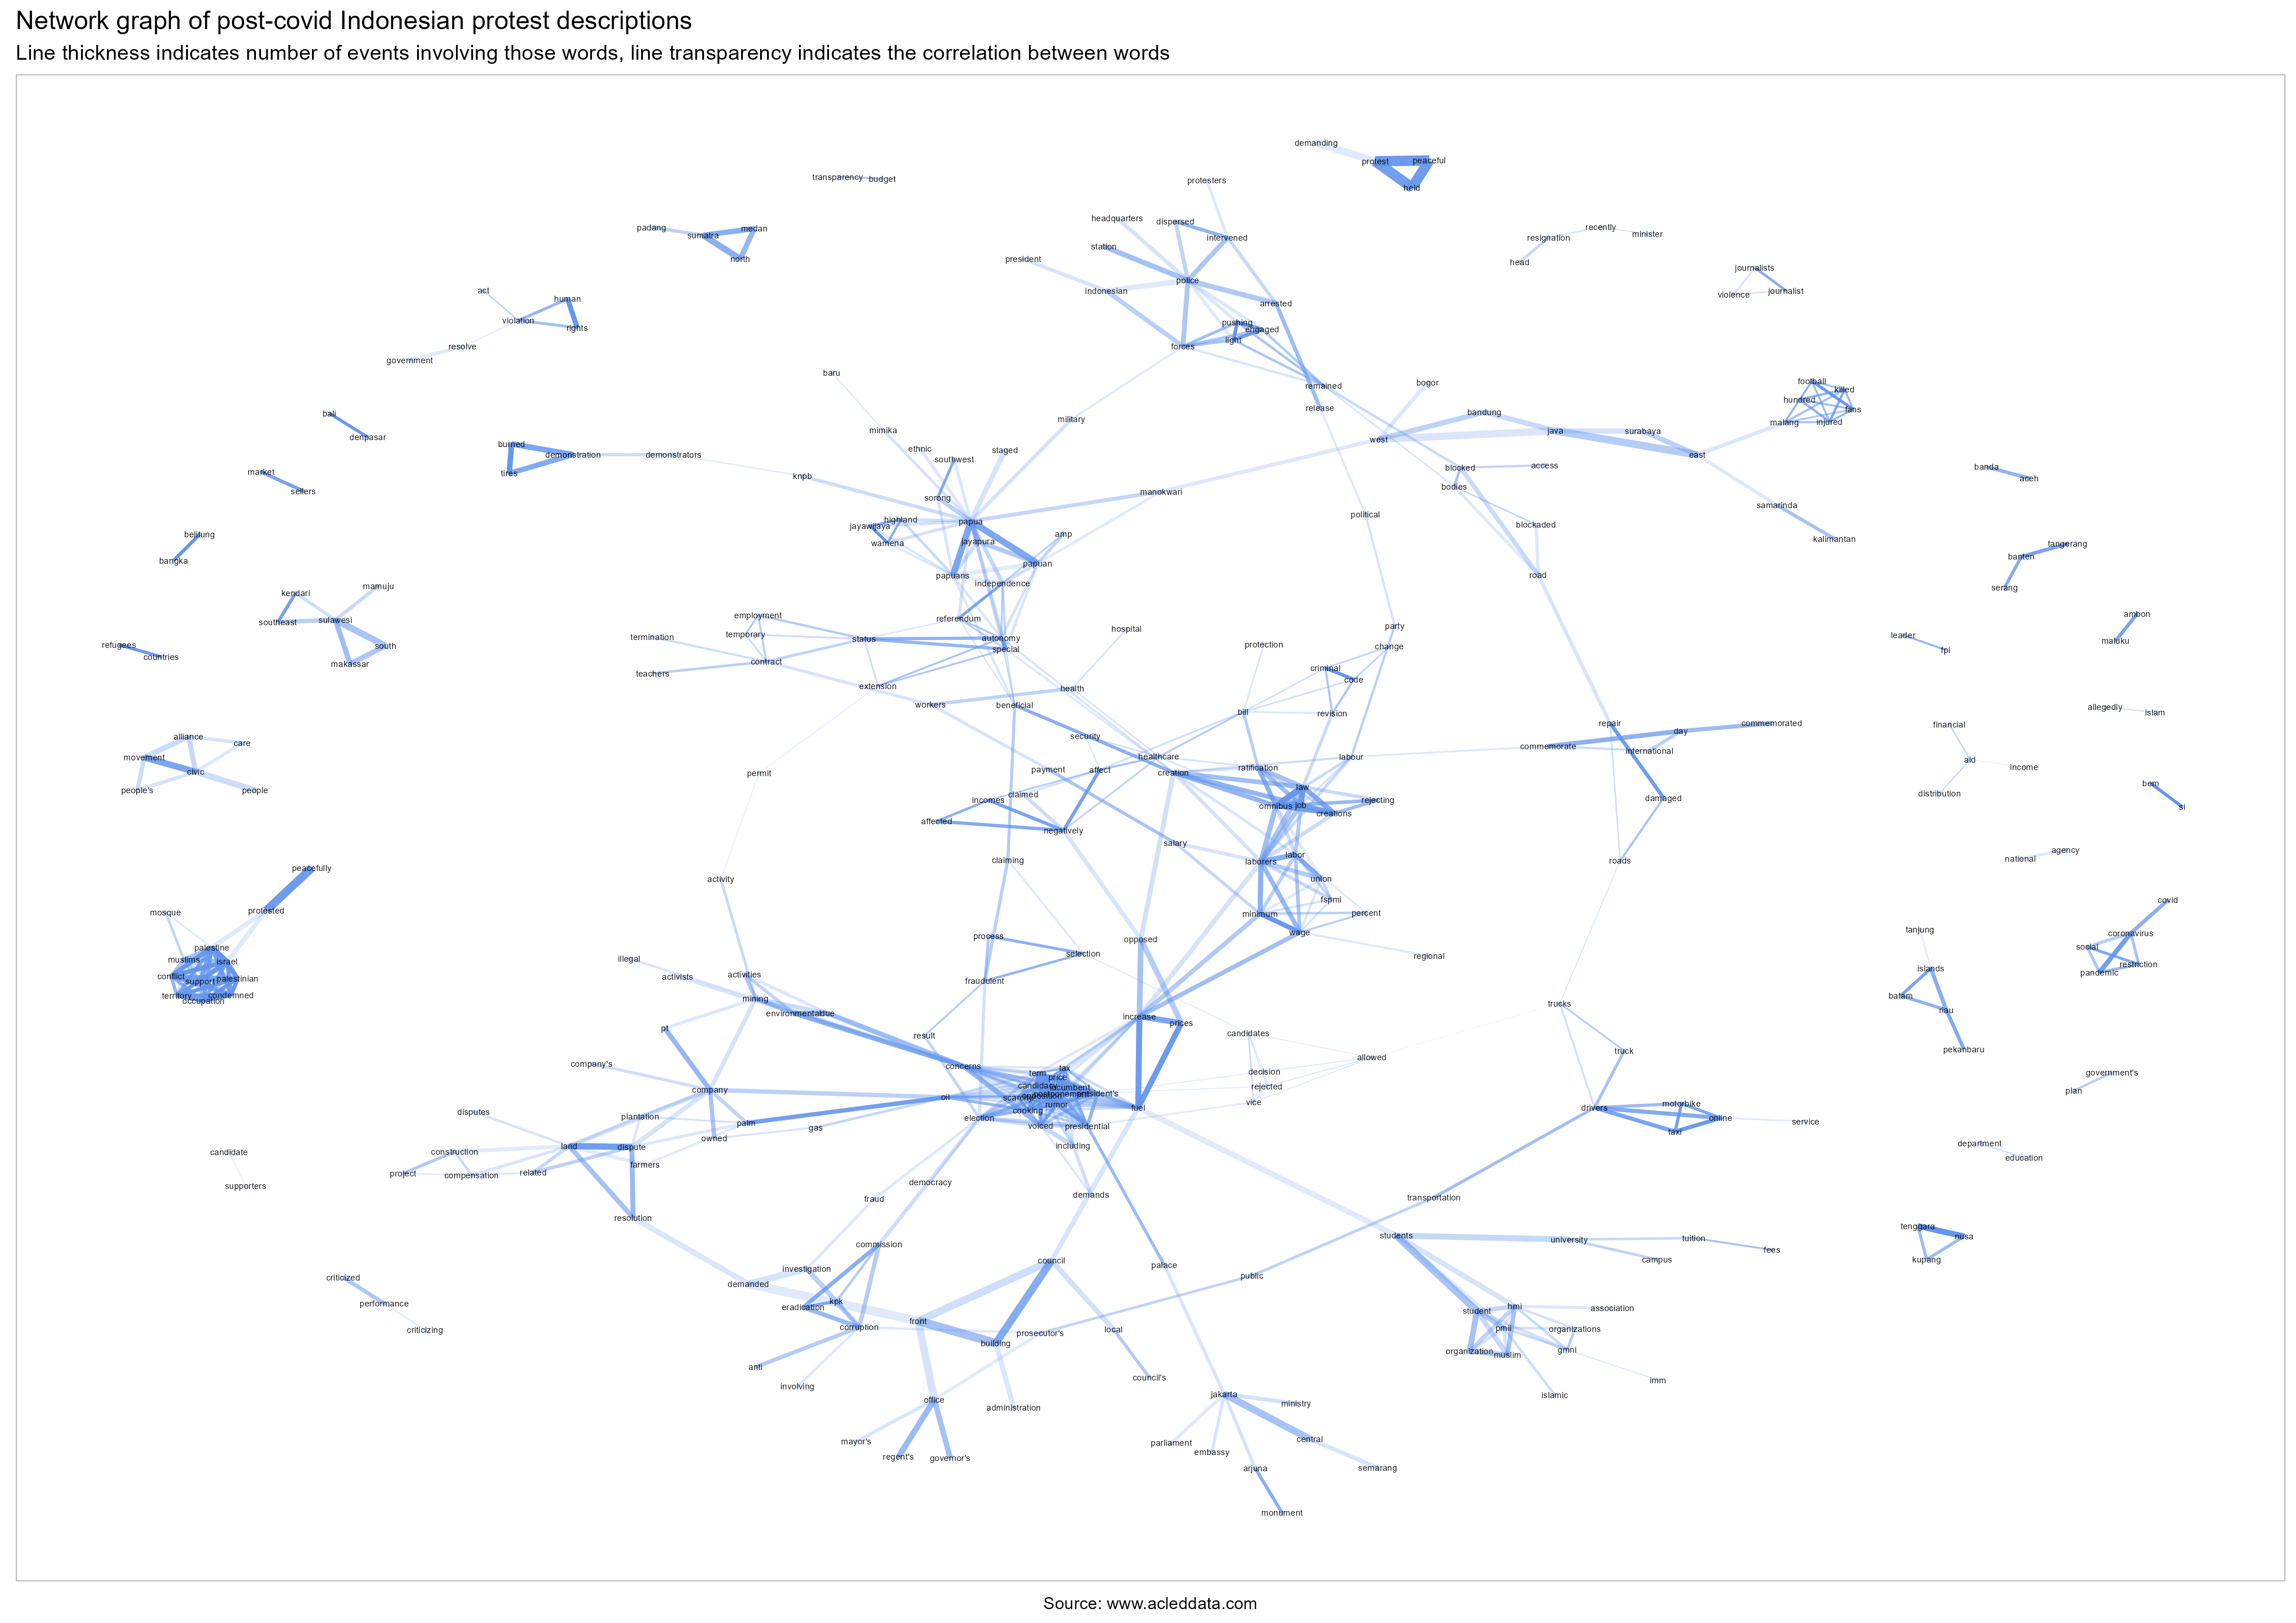 Network graph of post-covid Indonesian protest descriptions
Line thickness indicates number of events involving those words, line transparency indicates the correlation between words
demanding
protest
peaceful
held
transparency
budget
protesters
headquarters
dispersed
intervened
station
president
police
indonesian
arrested
pushing
engaged
fight
forces
padang
sumatra
medan
north
recently
resignation
minister
head
journalists
violence
journalist
act
human
violation
rights
resolve
government
baru
remained
release
bogor
football
killed
hundred
fans
malang
injured
bali
denpasar
military
mimika
bandung
west
java
surabaya
east
burned
demonstration
demonstrators
tires
ethnic
southwest
staged
knpb
sorong
manokwari
blocked
access
bodies
market
sellers
banda
aceh
samarinda
kalimantan
political
blockaded
highland
jayawijaya
wamena
papua
jayapura
amp
papuan
papuans
independence
belitung
bangka
tangerang
banten
serang
road
kendari
mamuju
southeast
sulawesi
south
makassar
refugees
countries
employment
temporary
termination
status
contract
teachers
referendum
autonomy
special
hospital
extension
health
workers
beneficial
party
change
protection
criminal
code
bill
revision
ambon
maluku
leader
fpi
allegedly
islam
financial
aid
income
distribution
repair
commemorated
day
commemorate
international
damaged
roads
alliance
care
movement
civic
people's
people
security
healthcare
creation
payment
affect
permit
incomes
claimed
affected
negatively
labour
ratification
law
omnibus
job
rejecting
creations
bem
si
salary
laborers
labor
union
fspmi
minimum
percent
wage
regional
claiming
activity
national
agency
peacefully
mosque
protested
palestine
muslims
israel
conflict
support
palestinian
territory
occupation
condemned
covid
coronavirus
social
restriction
pandemic
tanjung
islands
batam
riau
pekanbaru
process
selection
fraudulent
opposed
illegal
activists
activities
mining
environmental
due
pt
result
increase
prices
candidates
trucks
truck
allowed
decision
rejected
vice
company's
company
concerns
term
tax
price
candidacy
incumbent
postponement
president's
rumor
cooking
voiced
presidential
including
election
oil
fuel
government's
plan
disputes
plantation
palm
gas
owned
land
dispute
farmers
construction
project
compensation
related
resolution
drivers
motorbike
online
taxi
service
candidate
supporters
department
education
democracy
fraud
demands
transportation
commission
investigation
demanded
kpk
eradication
corruption
anti
involving
council
palace
public
students
university
tuition
fees
campus
tenggara
nusa
kupang
criticized
performance
criticizing
front
building
prosecutor's
local
council's
student
hmi
association
pmii
organizations
organization
muslim
gmni
imm
islamic
office
administration
mayor's
regent's
governor's
jakarta
ministry
parliament
embassy
central
semarang
arjuna
monument
Source: www.acleddata.com